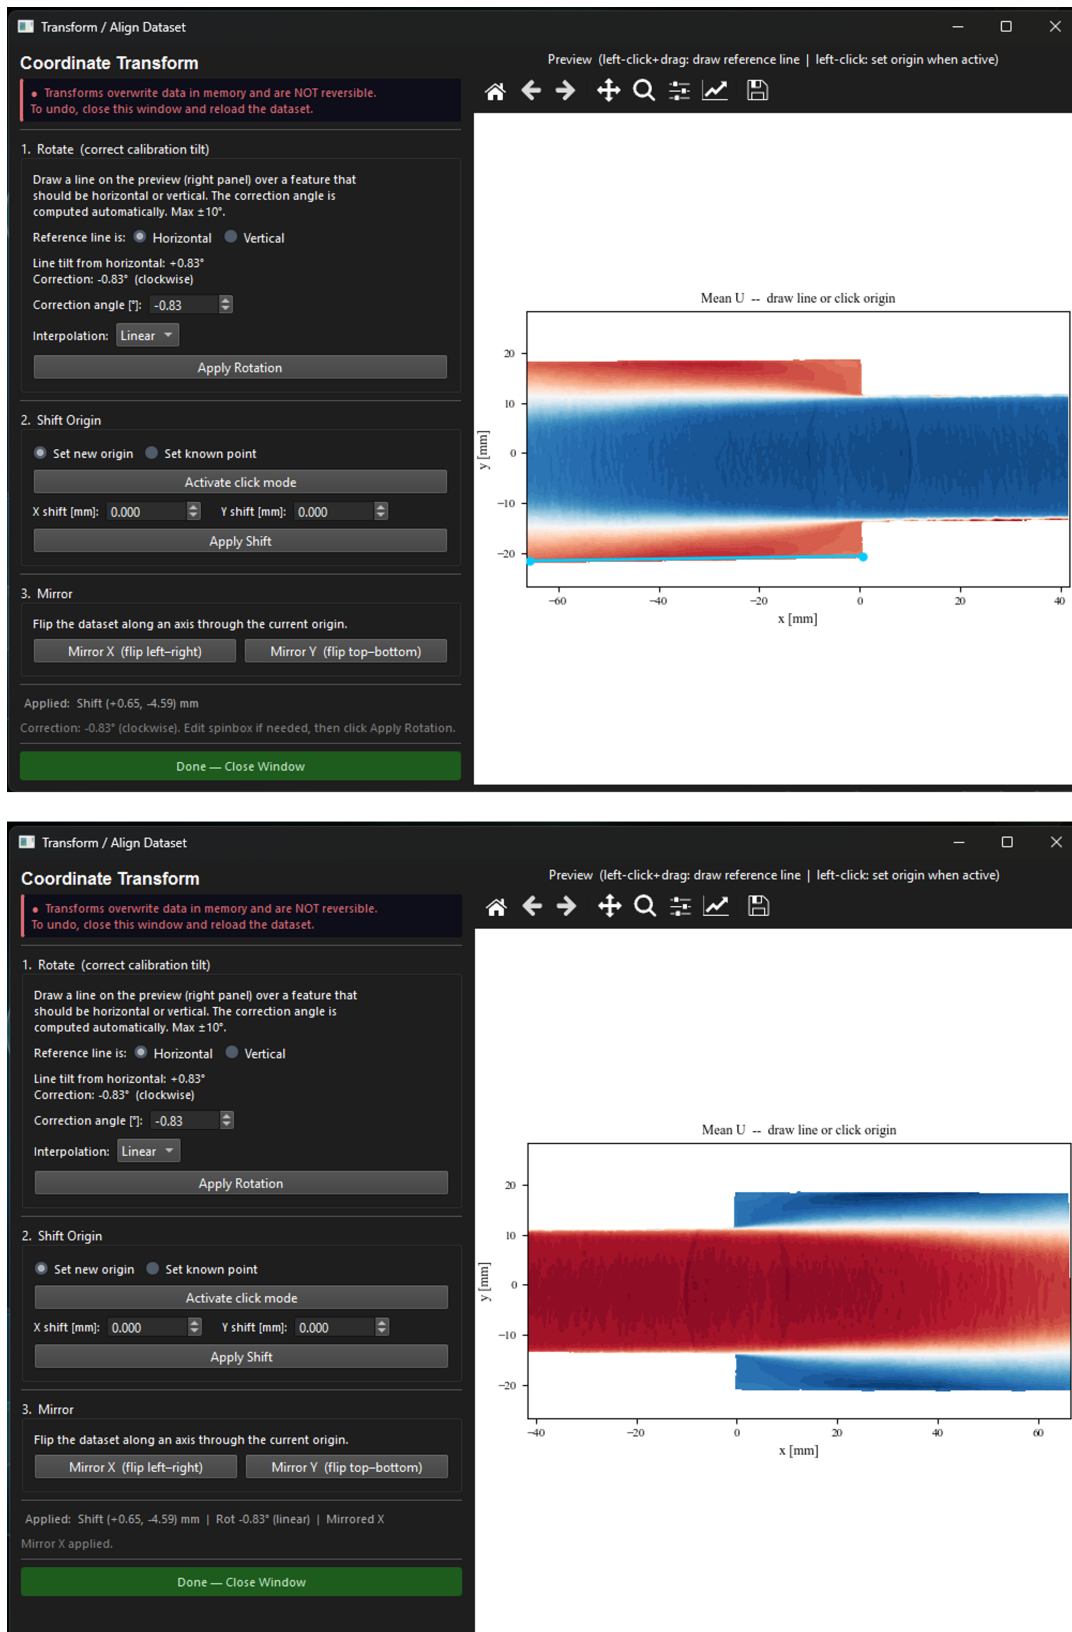 Transform / Align Dataset
Coordinate Transform
● Transforms overwrite data in memory and are NOT reversible.
To undo, close this window and reload the dataset.
1. Rotate (correct calibration tilt)
Draw a line on the preview (right panel) over a feature that
should be horizontal or vertical. The correction angle is
computed automatically. Max ±10°.
Reference line is: Horizontal Vertical
Line tilt from horizontal: +0.83°
Correction: -0.83° (clockwise)
Correction angle [°]: -0.83
Interpolation: Linear
Apply Rotation
2. Shift Origin
Set new origin Set known point
Activate click mode
X shift [mm]: 0.000 Y shift [mm]: 0.000
Apply Shift
3. Mirror
Flip the dataset along an axis through the current origin.
Mirror X (flip left–right) Mirror Y (flip top–bottom)
Applied: Shift (+0.65, -4.59) mm
Correction: -0.83° (clockwise). Edit spinbox if needed, then click Apply Rotation.
Done — Close Window
Preview (left-click+drag: draw reference line | left-click: set origin when active)
Mean U -- draw line or click origin
20
10
0
−10
−20
y [mm]
−60 −40 −20 0 20 40
x [mm]
Transform / Align Dataset
Coordinate Transform
● Transforms overwrite data in memory and are NOT reversible.
To undo, close this window and reload the dataset.
1. Rotate (correct calibration tilt)
Draw a line on the preview (right panel) over a feature that
should be horizontal or vertical. The correction angle is
computed automatically. Max ±10°.
Reference line is: Horizontal Vertical
Line tilt from horizontal: +0.83°
Correction: -0.83° (clockwise)
Correction angle [°]: -0.83
Interpolation: Linear
Apply Rotation
2. Shift Origin
Set new origin Set known point
Activate click mode
X shift [mm]: 0.000 Y shift [mm]: 0.000
Apply Shift
3. Mirror
Flip the dataset along an axis through the current origin.
Mirror X (flip left–right) Mirror Y (flip top–bottom)
Applied: Shift (+0.65, -4.59) mm | Rot -0.83° (linear) | Mirrored X
Mirror X applied.
Done — Close Window
Preview (left-click+drag: draw reference line | left-click: set origin when active)
Mean U -- draw line or click origin
20
10
0
−10
−20
y [mm]
−40 −20 0 20 40 60
x [mm]